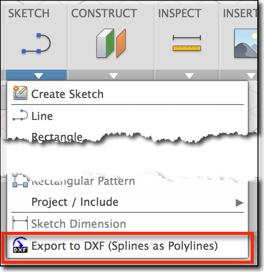 SKETCH CONSTRUCT INSPECT INSERT
Create Sketch
Line
Rectangle
Rectangular Pattern
Project / Include
Sketch Dimension
DXF Export to DXF (Splines as Polylines)